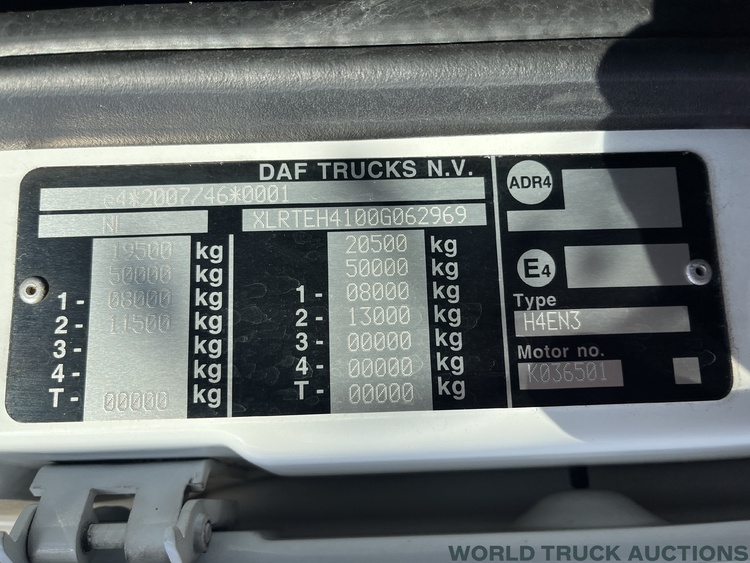 DAF TRUCKS N.V.
e4*2007/46*0001
NL XLRTEH4100G062969
19500 kg 20500 kg
50000 kg 50000 kg
1 - 08000 kg 1 - 08000 kg
2 - 11500 kg 2 - 13000 kg
3 - kg 3 - 00000 kg
4 - kg 4 - 00000 kg
T - 00000 kg T - 00000 kg
ADR4
E4
Type
H4EN3
Motor no.
K036501
WORLD TRUCK AUCTIONS